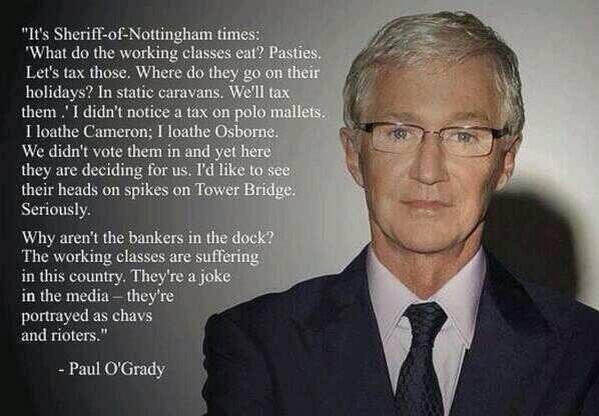 "It's Sheriff-of-Nottingham times:
'What do the working classes eat? Pasties.
Let's tax those. Where do they go on their
holidays? In static caravans. We'll tax
them .' I didn't notice a tax on polo mallets.
I loathe Cameron; I loathe Osborne.
We didn't vote them in and yet here
they are deciding for us. I'd like to see
their heads on spikes on Tower Bridge.
Seriously.
Why aren't the bankers in the dock?
The working classes are suffering
in this country. They're a joke
in the media – they're
portrayed as chavs
and rioters."
- Paul O'Grady